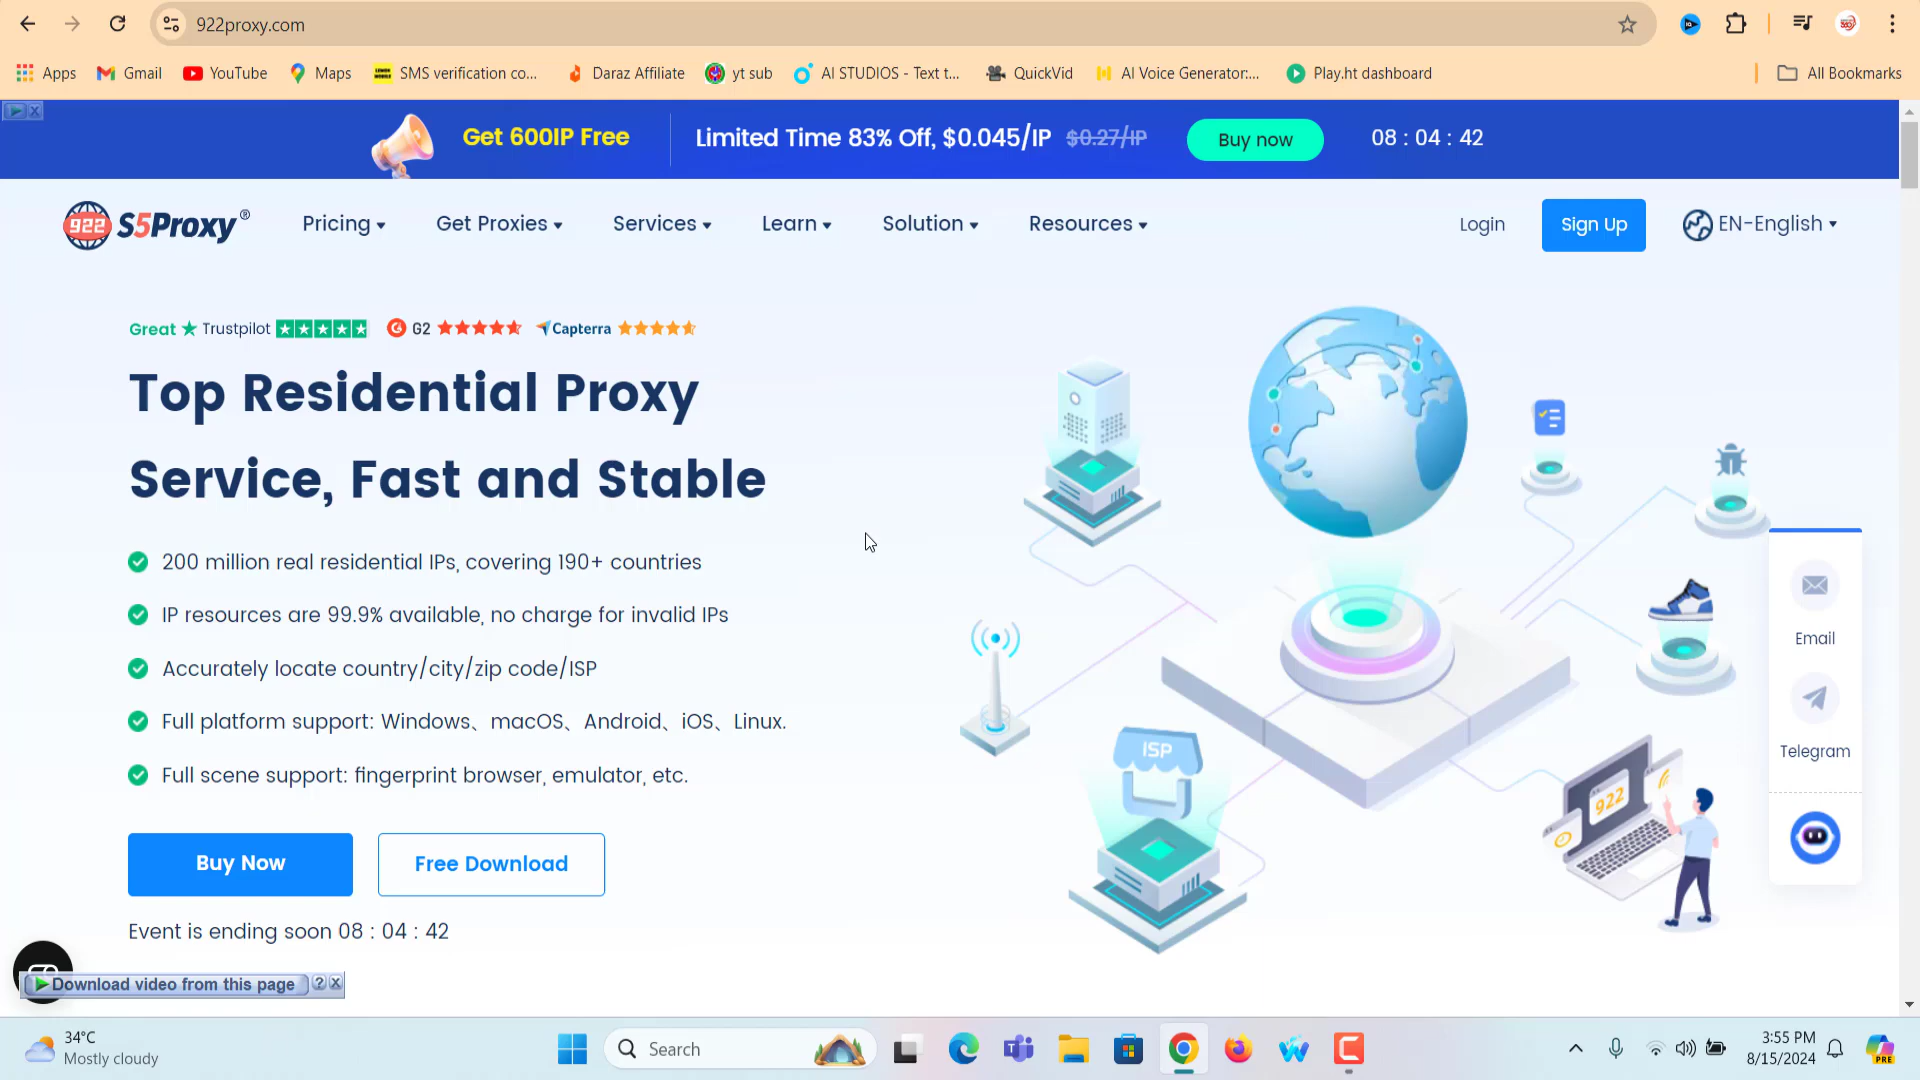 922proxy.com
Apps
Gmail
YouTube
Maps
SMS verification co...
Daraz Affiliate
yt sub
AI STUDIOS - Text t...
QuickVid
AI Voice Generator:...
Play.ht dashboard
All Bookmarks
Get 600IP Free
Limited Time 83% Off, $0.045/IP $0.27/IP
Buy now
08 : 04 : 42
922 S5Proxy®
Pricing
Get Proxies
Services
Learn
Solution
Resources
Login
Sign Up
EN-English
Great Trustpilot
G2
Capterra
Top Residential Proxy
Service, Fast and Stable
200 million real residential IPs, covering 190+ countries
IP resources are 99.9% available, no charge for invalid IPs
Accurately locate country/city/zip code/ISP
Full platform support: Windows、macOS、Android、iOS、Linux.
Full scene support: fingerprint browser, emulator, etc.
ISP
922
Email
Telegram
Buy Now
Free Download
Event is ending soon 08 : 04 : 42
Download video from this page
?
34°C
Mostly cloudy
Search
3:55 PM
8/15/2024
PRE